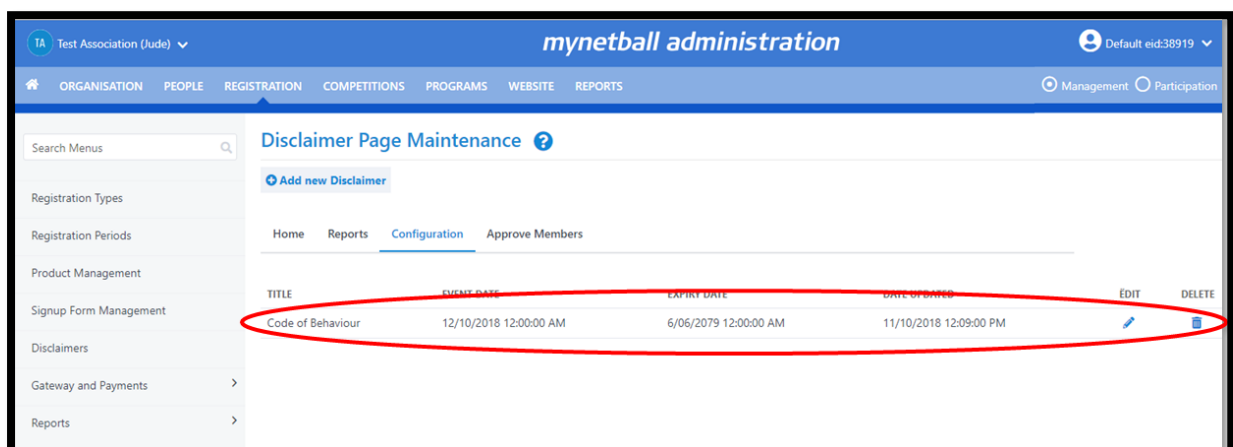 TA Test Association (Jude)
mynetball administration
Default eid:38919
ORGANISATION PEOPLE REGISTRATION COMPETITIONS PROGRAMS WEBSITE REPORTS
Management Participation
Search Menus
Registration Types
Registration Periods
Product Management
Signup Form Management
Disclaimers
Gateway and Payments
Reports
Disclaimer Page Maintenance ?
Add new Disclaimer
Home Reports Configuration Approve Members
TITLE EVENT DATE EXPIRY DATE DATE UPDATED EDIT DELETE
Code of Behaviour 12/10/2018 12:00:00 AM 6/06/2079 12:00:00 AM 11/10/2018 12:09:00 PM